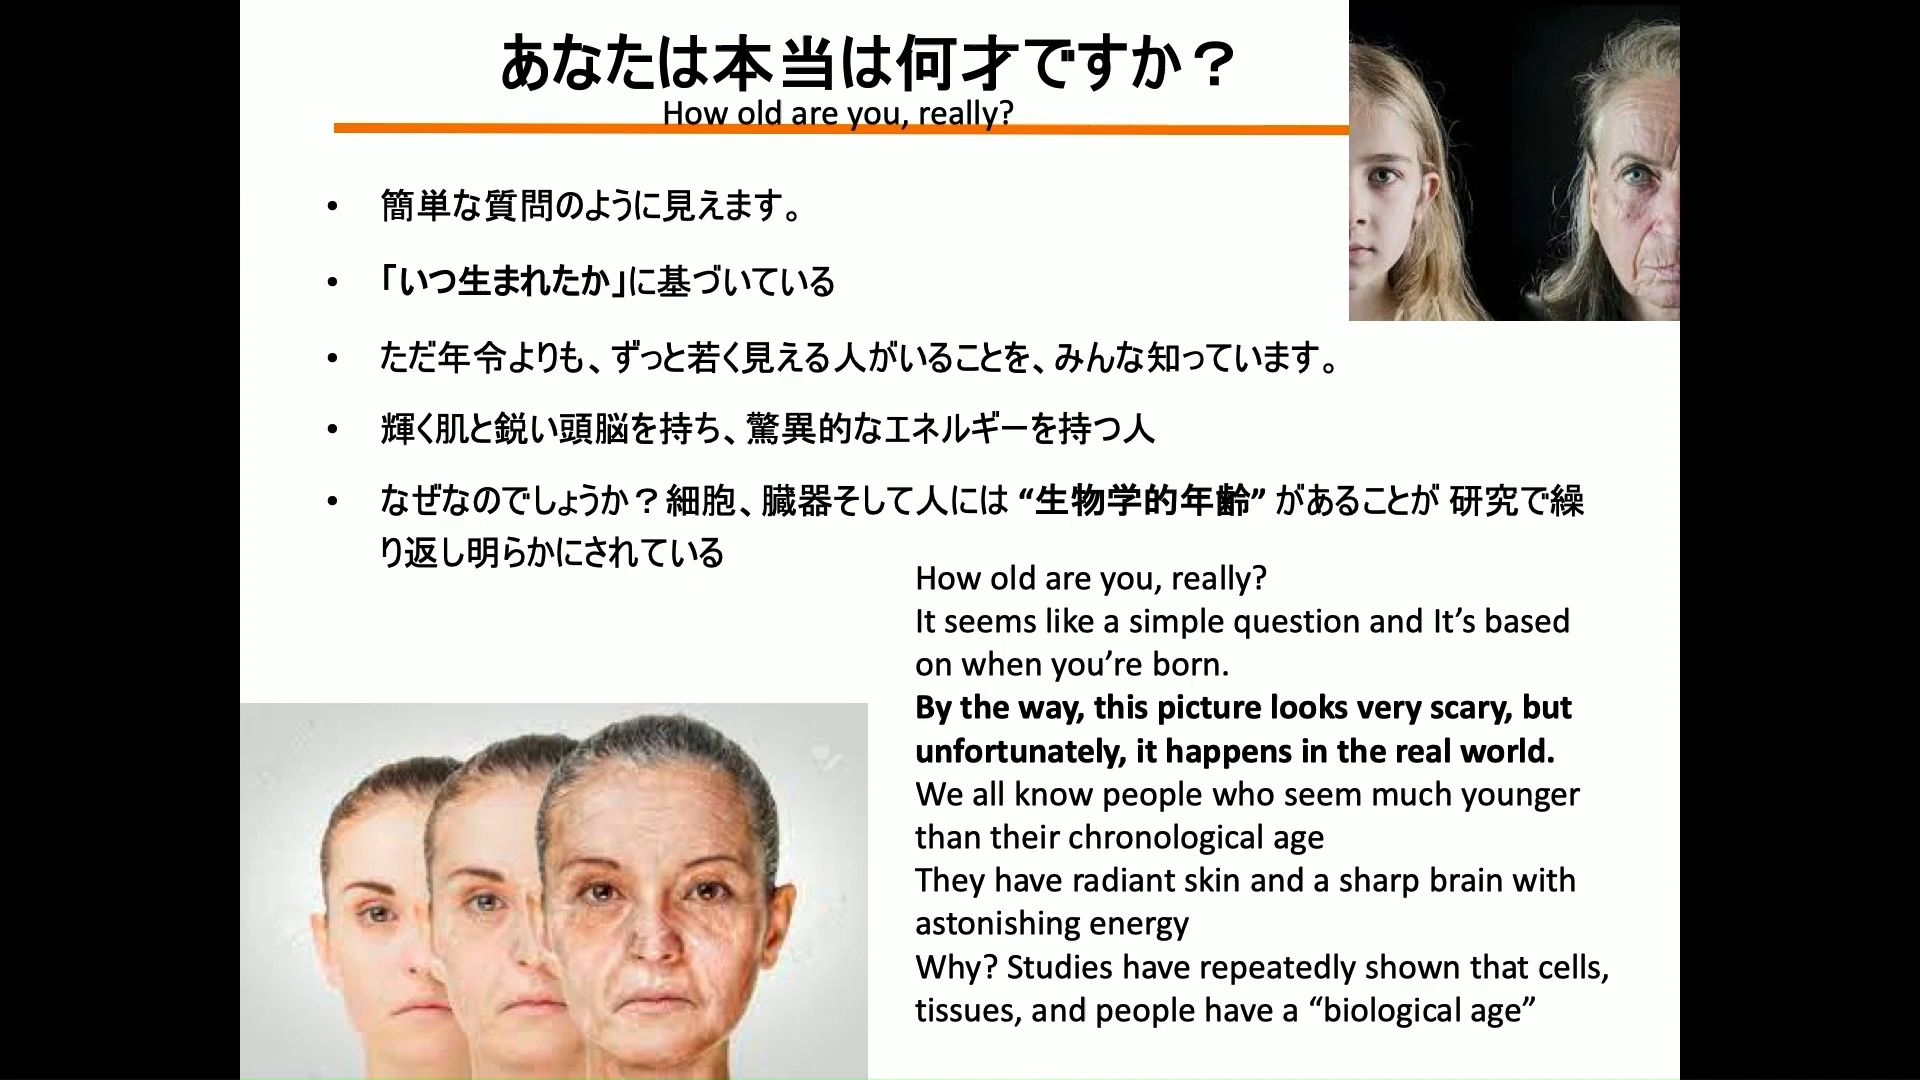 あなたは本当は何才ですか？
How old are you, really?
• 簡単な質問のように見えます。
• 「いつ生まれたか」に基づいている
• ただ年令よりも、ずっと若く見える人がいることを、みんな知っています。
• 輝く肌と鋭い頭脳を持ち、驚異的なエネルギーを持つ人
• なぜなのでしょうか？細胞、臓器そして人には “生物学的年齢” があることが 研究で繰
り返し明らかにされている
How old are you, really?
It seems like a simple question and It’s based
on when you’re born.
By the way, this picture looks very scary, but
unfortunately, it happens in the real world.
We all know people who seem much younger
than their chronological age
They have radiant skin and a sharp brain with
astonishing energy
Why? Studies have repeatedly shown that cells,
tissues, and people have a “biological age”